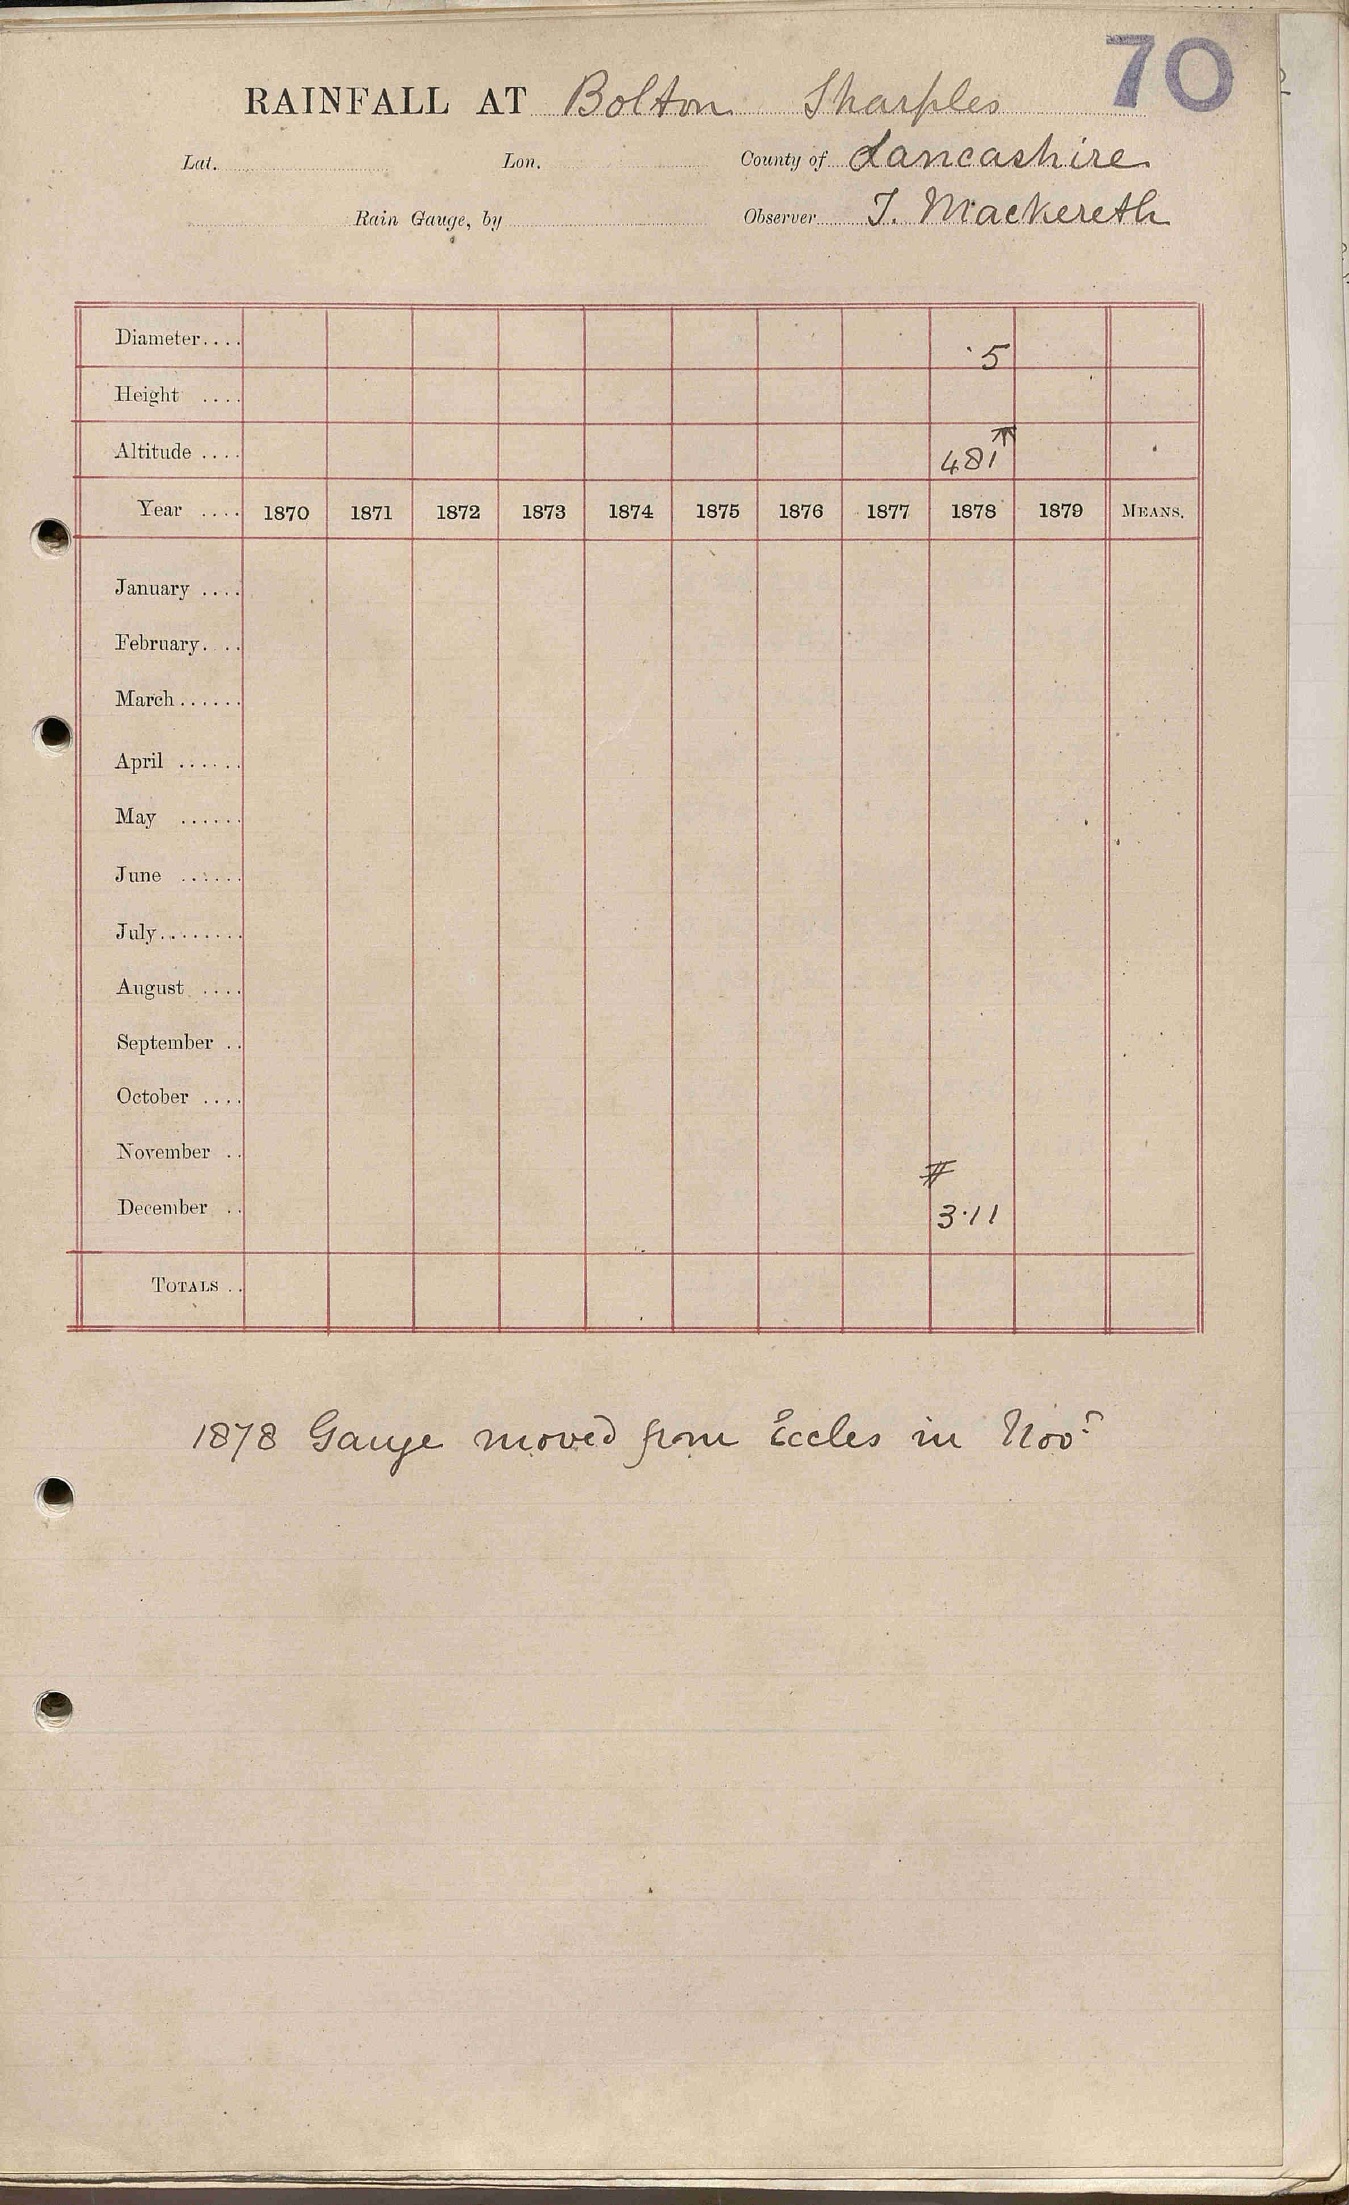 70
RAINFALL AT Bolton Sharples
Lat. Lon. County of Lancashire
Rain Gauge, by Observer T. Mackereth
Diameter.... 5
Height ....
Altitude .... 481 T
Year .... 1870 1871 1872 1873 1874 1875 1876 1877 1878 1879 MEANS.
January ....
February. ..
March......
April ......
May ......
June ......
July........
August ....
September ..
October ....
November ..
#
December .. 3·11
TOTALS ..
1878 Gauge moved from Eccles in Novr